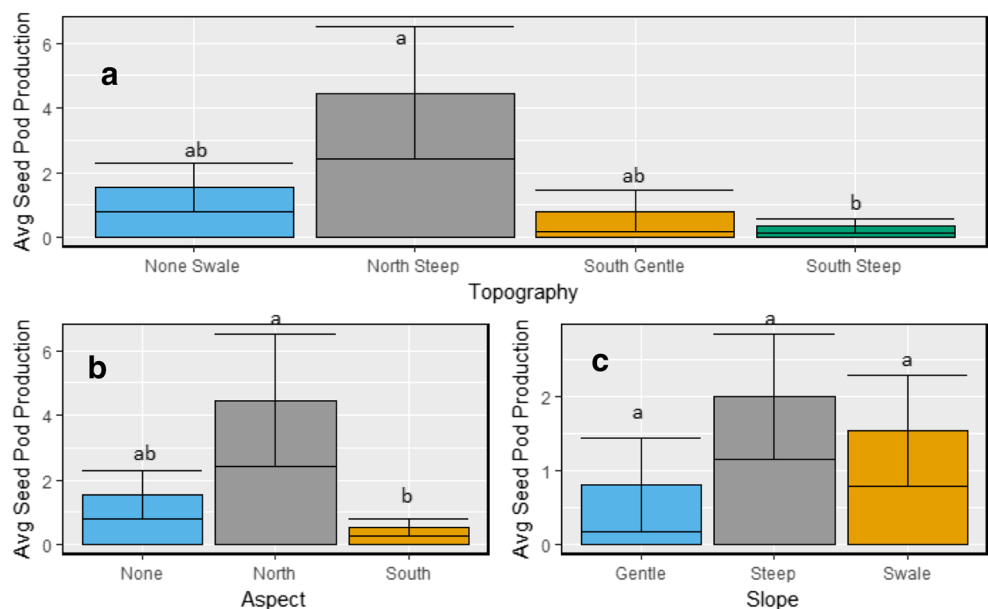 Avg Seed Pod Production
6
4
2
0
a
ab
a
ab
b
None Swale North Steep South Gentle South Steep
Topography
Avg Seed Pod Production
6
4
2
0
b
ab
a
b
None North South
Aspect
Avg Seed Pod Production
2
1
0
c
a
a
a
Gentle Steep Swale
Slope